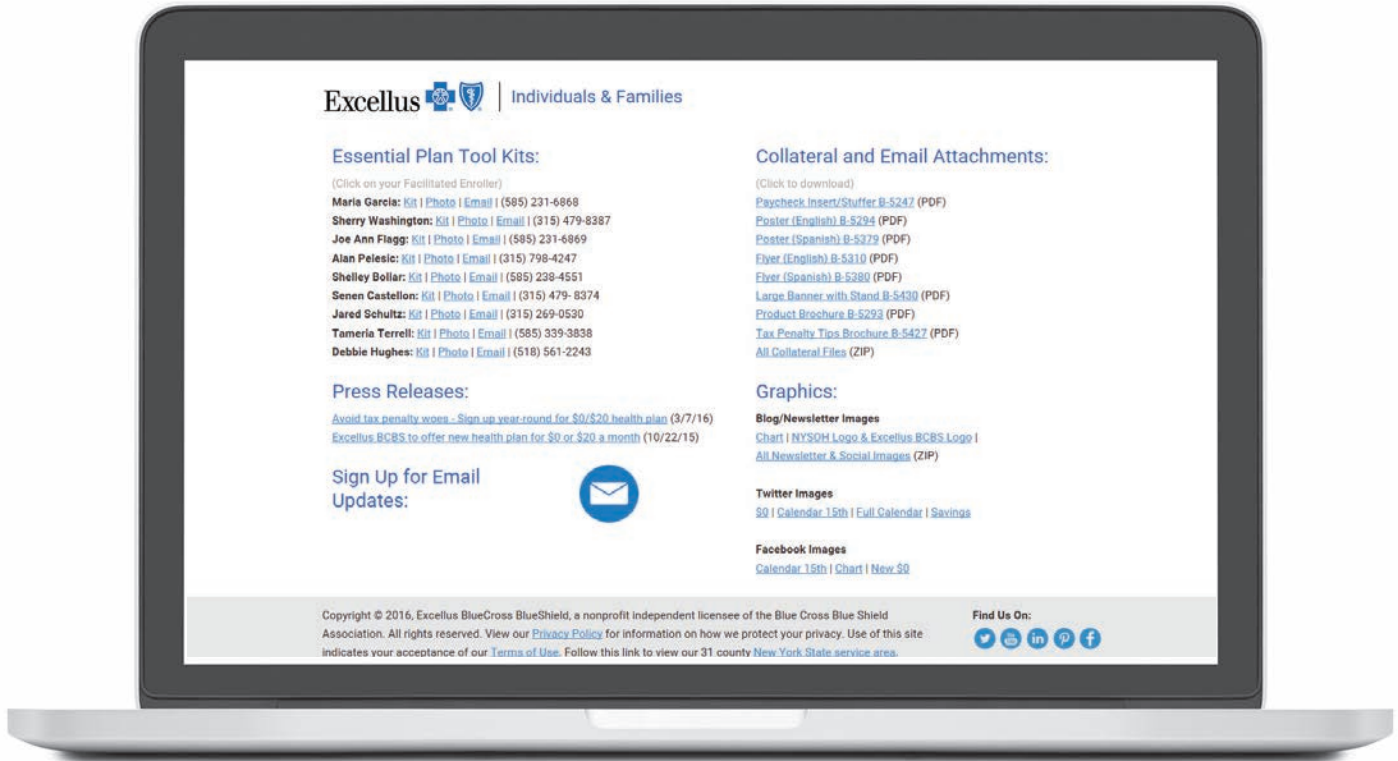 Excellus | Individuals & Families
Essential Plan Tool Kits:
(Click on your Facilitated Enroller)
Maria Garcia: Kit | Photo | Email | (585) 231-6868
Sherry Washington: Kit | Photo | Email | (315) 479-8387
Joe Ann Flagg: Kit | Photo | Email | (585) 231-6869
Alan Pelesic: Kit | Photo | Email | (315) 798-4247
Shelley Bollar: Kit | Photo | Email | (585) 238-4551
Senen Castellon: Kit | Photo | Email | (315) 479- 8374
Jared Schultz: Kit | Photo | Email | (315) 269-0530
Tameria Terrell: Kit | Photo | Email | (585) 339-3838
Debbie Hughes: Kit | Photo | Email | (518) 561-2243
Press Releases:
Avoid tax penalty woes - Sign up year-round for $0/$20 health plan (3/7/16)
Excellus BCBS to offer new health plan for $0 or $20 a month (10/22/15)
Sign Up for Email
Updates:
Collateral and Email Attachments:
(Click to download)
Paycheck Insert/Stuffer B-5247 (PDF)
Poster (English) B-5294 (PDF)
Poster (Spanish) B-5379 (PDF)
Flyer (English) B-5310 (PDF)
Flyer (Spanish) B-5380 (PDF)
Large Banner with Stand B-5430 (PDF)
Product Brochure B-5293 (PDF)
Tax Penalty Tips Brochure B-5427 (PDF)
All Collateral Files (ZIP)
Graphics:
Blog/Newsletter Images
Chart | NYSOH Logo & Excellus BCBS Logo |
All Newsletter & Social Images (ZIP)
Twitter Images
$0 | Calendar 15th | Full Calendar | Savings
Facebook Images
Calendar 15th | Chart | New $0
Copyright © 2016, Excellus BlueCross BlueShield, a nonprofit independent licensee of the Blue Cross Blue Shield
Association. All rights reserved. View our Privacy Policy for information on how we protect your privacy. Use of this site
indicates your acceptance of our Terms of Use. Follow this link to view our 31 county New York State service area.
Find Us On: